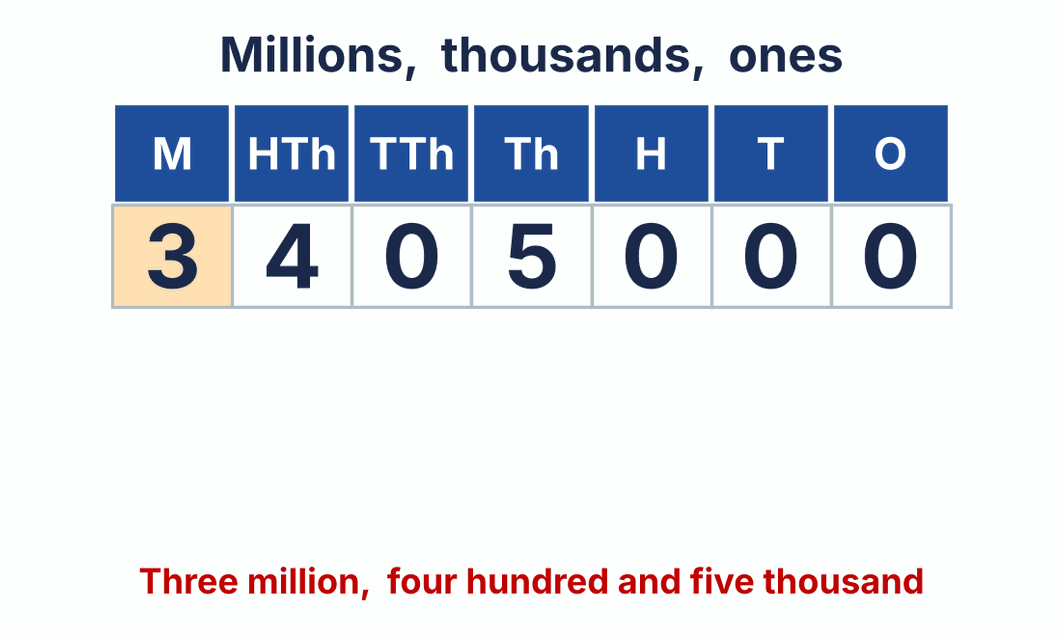 Millions, thousands, ones
M HTh TTh Th H T O
3 4 0 5 0 0 0
Three million, four hundred and five thousand